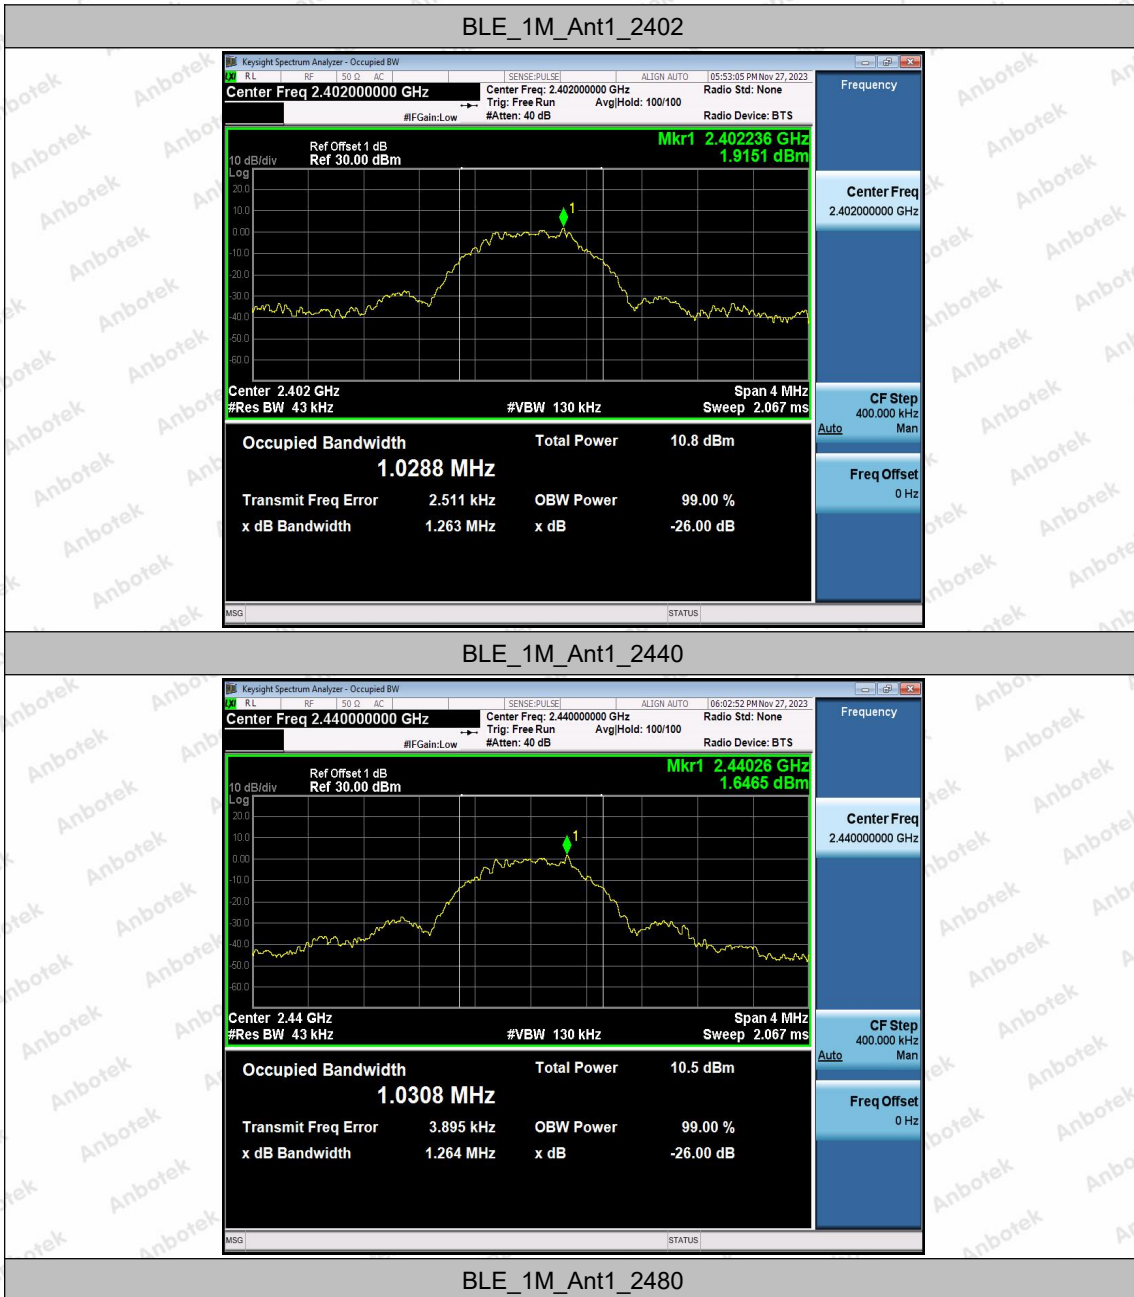 BLE_1M_Ant1_2402
Keysight Spectrum Analyzer - Occupied BW
LXI RL RF 50 Ω AC SENSE:PULSE ALIGN AUTO 05:53:05 PM Nov 27, 2023
Center Freq 2.402000000 GHz Center Freq: 2.402000000 GHz Radio Std: None
Trig: Free Run Avg|Hold: 100/100
#IFGain:Low #Atten: 40 dB Radio Device: BTS
Frequency
Mkr1 2.402236 GHz
1.9151 dBm
Ref Offset 1 dB
10 dB/div Ref 30.00 dBm
Log
20.0
10.0
0.00
-10.0
-20.0
-30.0
-40.0
-50.0
-60.0
1
Center Freq
2.402000000 GHz
Center 2.402 GHz Span 4 MHz
#Res BW 43 kHz #VBW 130 kHz Sweep 2.067 ms
CF Step
400.000 kHz
Auto Man
Occupied Bandwidth Total Power 10.8 dBm
1.0288 MHz
Freq Offset
0 Hz
Transmit Freq Error 2.511 kHz OBW Power 99.00 %
x dB Bandwidth 1.263 MHz x dB -26.00 dB
MSG STATUS
BLE_1M_Ant1_2440
Keysight Spectrum Analyzer - Occupied BW
LXI RL RF 50 Ω AC SENSE:PULSE ALIGN AUTO 06:02:52 PM Nov 27, 2023
Center Freq 2.440000000 GHz Center Freq: 2.440000000 GHz Radio Std: None
Trig: Free Run Avg|Hold: 100/100
#IFGain:Low #Atten: 40 dB Radio Device: BTS
Frequency
Mkr1 2.44026 GHz
1.6465 dBm
Ref Offset 1 dB
10 dB/div Ref 30.00 dBm
Log
20.0
10.0
0.00
-10.0
-20.0
-30.0
-40.0
-50.0
-60.0
1
Center Freq
2.440000000 GHz
Center 2.44 GHz Span 4 MHz
#Res BW 43 kHz #VBW 130 kHz Sweep 2.067 ms
CF Step
400.000 kHz
Auto Man
Occupied Bandwidth Total Power 10.5 dBm
1.0308 MHz
Freq Offset
0 Hz
Transmit Freq Error 3.895 kHz OBW Power 99.00 %
x dB Bandwidth 1.264 MHz x dB -26.00 dB
MSG STATUS
BLE_1M_Ant1_2480
Anbotek